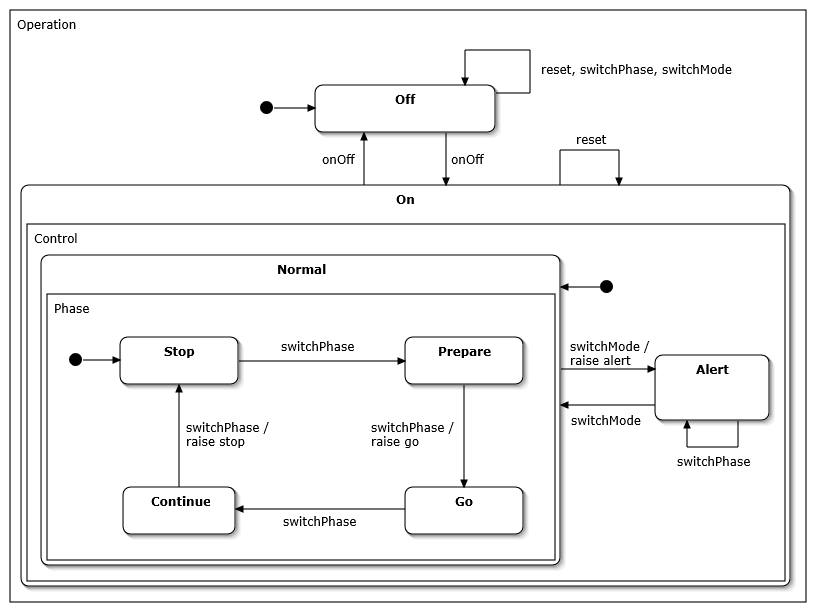 Operation
Off
reset, switchPhase, switchMode
onOff
onOff
reset
On
Control
Normal
Phase
Stop
switchPhase
Prepare
switchMode /
raise alert
Alert
switchPhase /
raise stop
switchPhase /
raise go
switchMode
switchPhase
Continue
switchPhase
Go